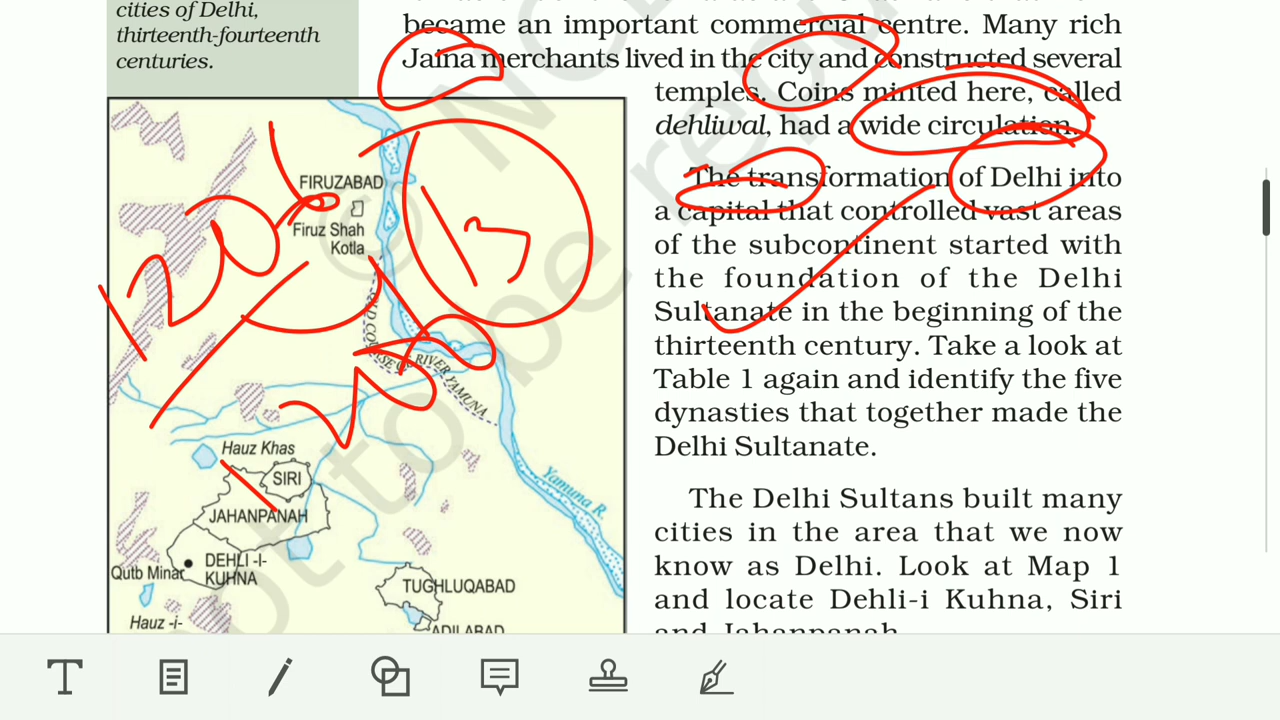 cities of Delhi,
thirteenth-fourteenth
centuries.
became an important commercial centre. Many rich
Jaina merchants lived in the city and constructed several
temples. Coins minted here, called
dehliwal, had a wide circulation.
The transformation of Delhi into
a capital that controlled vast areas
of the subcontinent started with
the foundation of the Delhi
Sultanate in the beginning of the
thirteenth century. Take a look at
Table 1 again and identify the five
dynasties that together made the
Delhi Sultanate.
The Delhi Sultans built many
cities in the area that we now
know as Delhi. Look at Map 1
and locate Dehli-i Kuhna, Siri
and Jahanpanah.
FIRUZABAD
Firuz Shah
Kotla
RIVER YAMUNA
Hauz Khas
SIRI
JAHANPANAH
DEHLI -I-
KUHNA
Qutb Minar
Hauz -i-
TUGHLUQABAD
ADILABAD
Yamuna R.
13
T